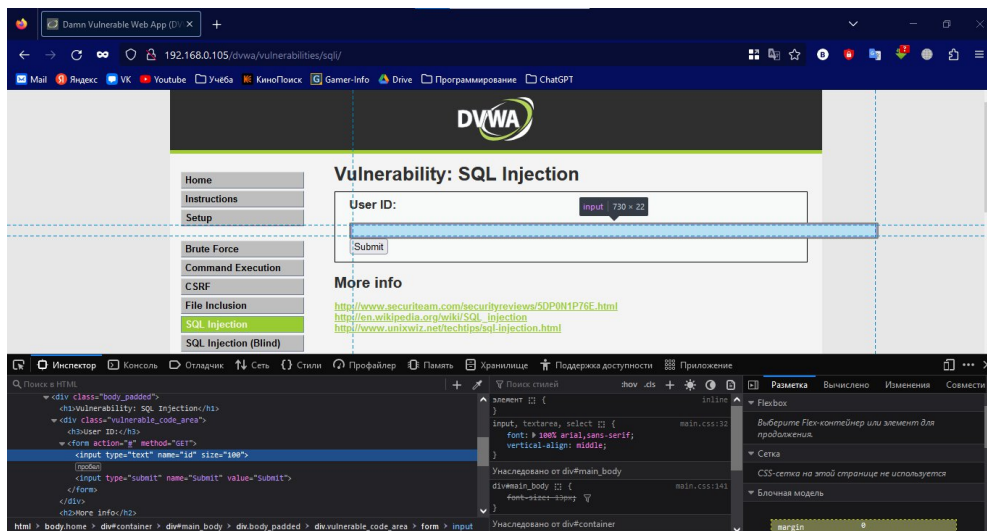 Damn Vulnerable Web App (DV
192.168.0.105/dvwa/vulnerabilities/sqli/
Mail Яндекс VK Youtube Учёба КиноПоиск Gamer-Info Drive Программирование ChatGPT
DVWA
Home
Instructions
Setup
Brute Force
Command Execution
CSRF
File Inclusion
SQL Injection
SQL Injection (Blind)
Vulnerability: SQL Injection
User ID:
input 730 × 22
Submit
More info
http://www.securiteam.com/securityreviews/5DP0N1P76E.html
http://en.wikipedia.org/wiki/SQL_injection
http://www.unixwiz.net/techtips/sql-injection.html
Инспектор Консоль Отладчик Сеть Стили Профайлер Память Хранилище Поддержка доступности Приложение
Поиск в HTML
<div class="body_padded">
<h1>Vulnerability: SQL Injection</h1>
<div class="vulnerable_code_area">
<h3>User ID:</h3>
<form action="#" method="GET">
<input type="text" name="id" size="100">
пробел
<input type="submit" name="Submit" value="Submit">
</form>
</div>
<h2>More info</h2>
html > body.home > div#container > div#main_body > div.body_padded > div.vulnerable_code_area > form > input
Поиск стилей :hov .cls
элемент { inline
}
input, textarea, select { main.css:32
font: 100% arial,sans-serif;
vertical-align: middle;
}
Унаследовано от div#main_body
div#main_body { main.css:141
font-size: 13px;
}
Унаследовано от div#container
Разметка Вычислено Изменения Совмести
Flexbox
Выберите Flex-контейнер или элемент для
продолжения.
Сетка
CSS-сетка на этой странице не используется
Блочная модель
margin 0